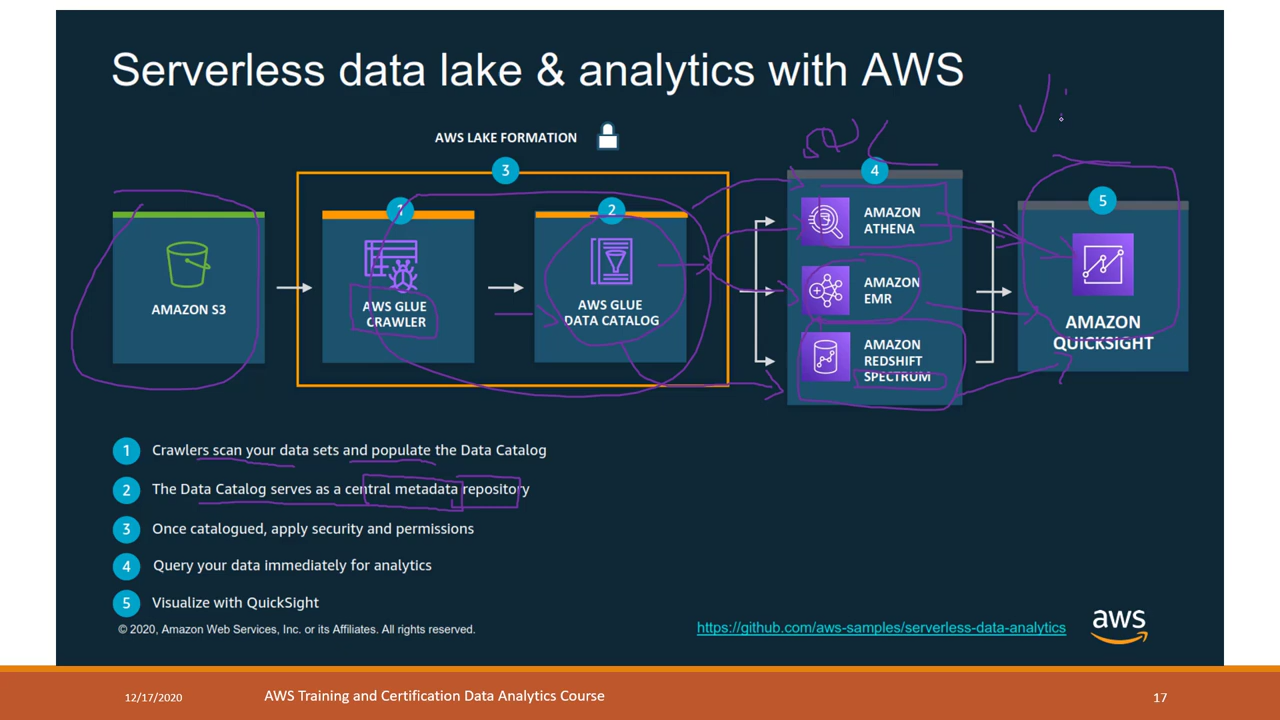 Serverless data lake & analytics with AWS
AWS LAKE FORMATION
3
1
2
4
5
AMAZON S3
AWS GLUE
CRAWLER
AWS GLUE
DATA CATALOG
AMAZON
ATHENA
AMAZON
EMR
AMAZON
REDSHIFT
SPECTRUM
AMAZON
QUICKSIGHT
1 Crawlers scan your data sets and populate the Data Catalog
2 The Data Catalog serves as a central metadata repository
3 Once catalogued, apply security and permissions
4 Query your data immediately for analytics
5 Visualize with QuickSight
© 2020, Amazon Web Services, Inc. or its Affiliates. All rights reserved.
https://github.com/aws-samples/serverless-data-analytics
aws
12/17/2020
AWS Training and Certification Data Analytics Course
17